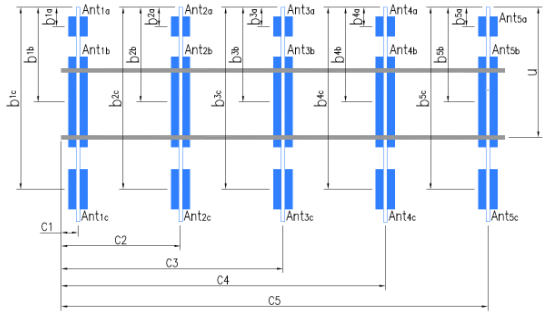 Ant1a Ant2a Ant3a Ant4a Ant5a
b1a b2a b3a b4a b5a
b1b b2b b3b b4b b5b
Ant1b Ant2b Ant3b Ant4b Ant5b
b1c b2c b3c b4c b5c u
Ant1c Ant2c Ant3c Ant4c Ant5c
C1
C2
C3
C4
C5